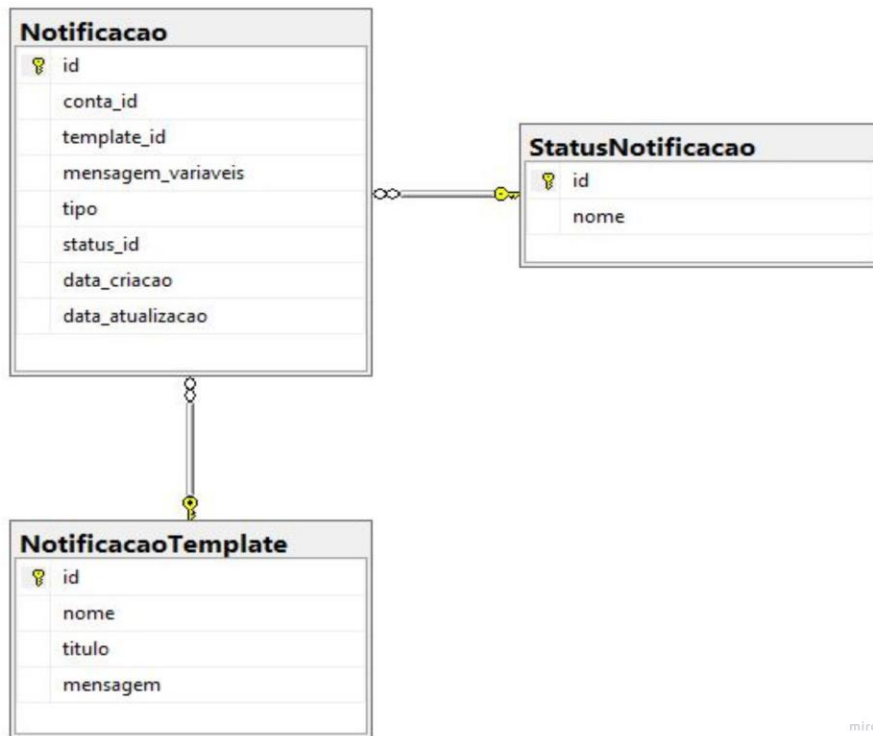 Notificacao
id
conta_id
template_id
mensagem_variaveis
tipo
status_id
data_criacao
data_atualizacao
StatusNotificacao
id
nome
NotificacaoTemplate
id
nome
titulo
mensagem